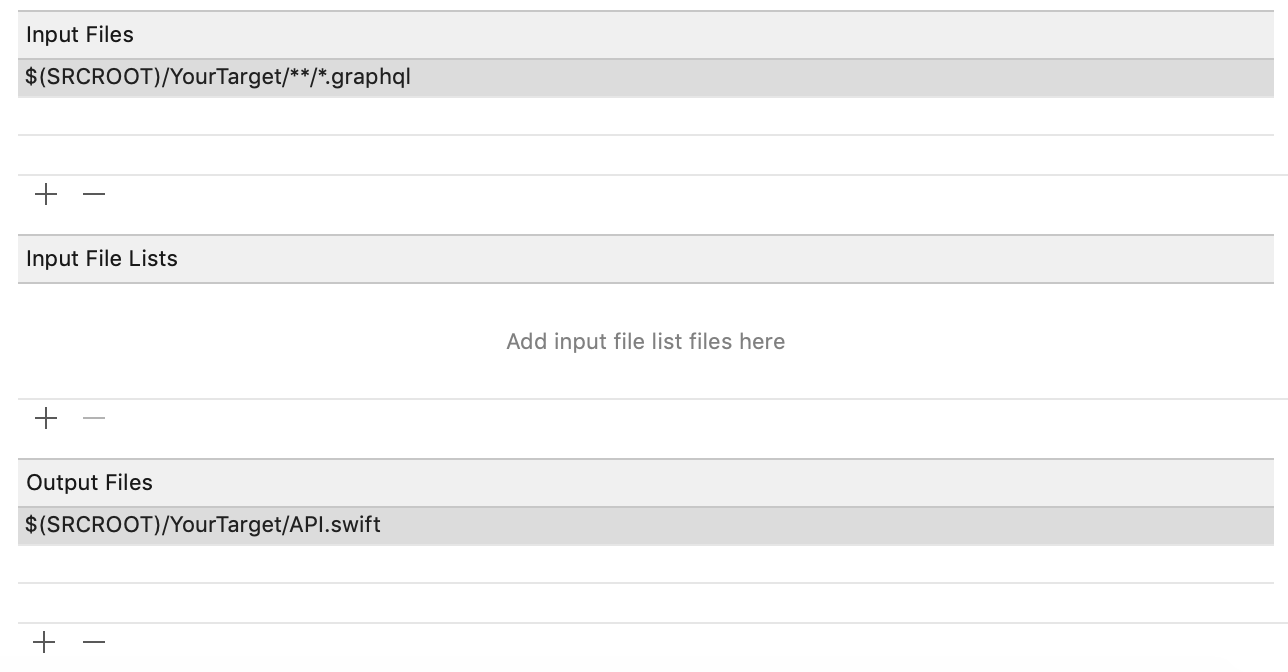 Input Files
$(SRCROOT)/YourTarget/**/*.graphql
Input File Lists
Add input file list files here
Output Files
$(SRCROOT)/YourTarget/API.swift